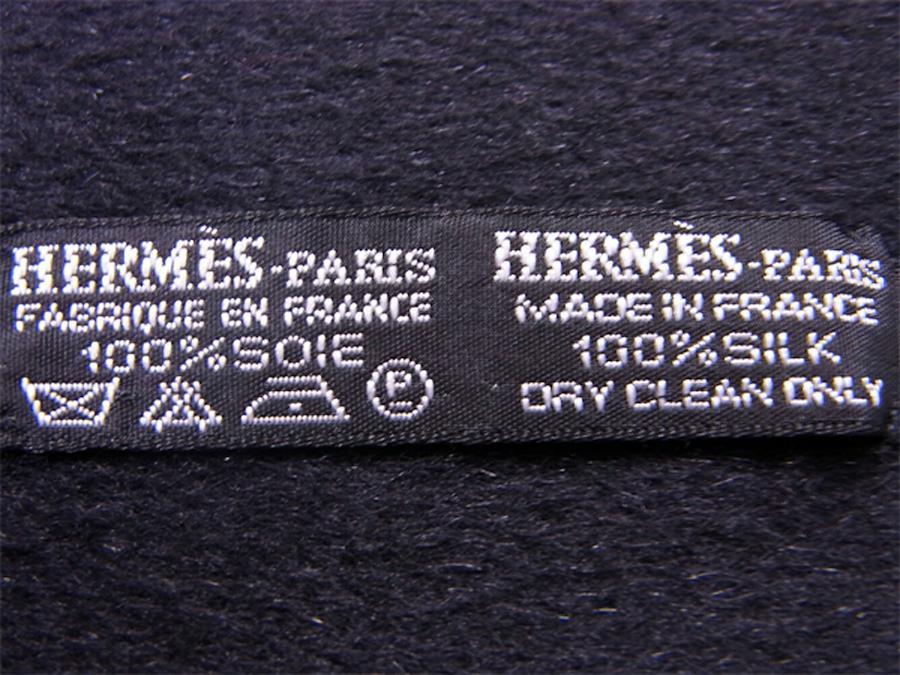 HERMÈS-PARIS
FABRIQUE EN FRANCE
100%SOIE
P
HERMÈS-PARIS
MADE IN FRANCE
100%SILK
DRY CLEAN ONLY